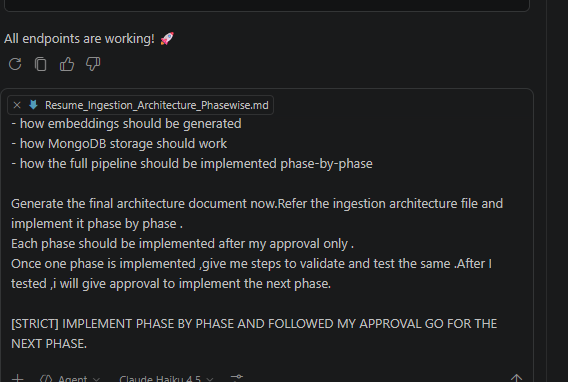 All endpoints are working! 🚀
Resume_Ingestion_Architecture_Phasewise.md
- how embeddings should be generated
- how MongoDB storage should work
- how the full pipeline should be implemented phase-by-phase
Generate the final architecture document now.Refer the ingestion architecture file and
implement it phase by phase .
Each phase should be implemented after my approval only .
Once one phase is implemented ,give me steps to validate and test the same .After I
tested ,i will give approval to implement the next phase.
[STRICT] IMPLEMENT PHASE BY PHASE AND FOLLOWED MY APPROVAL GO FOR THE
NEXT PHASE.
Agent Claude Haiku 4.5